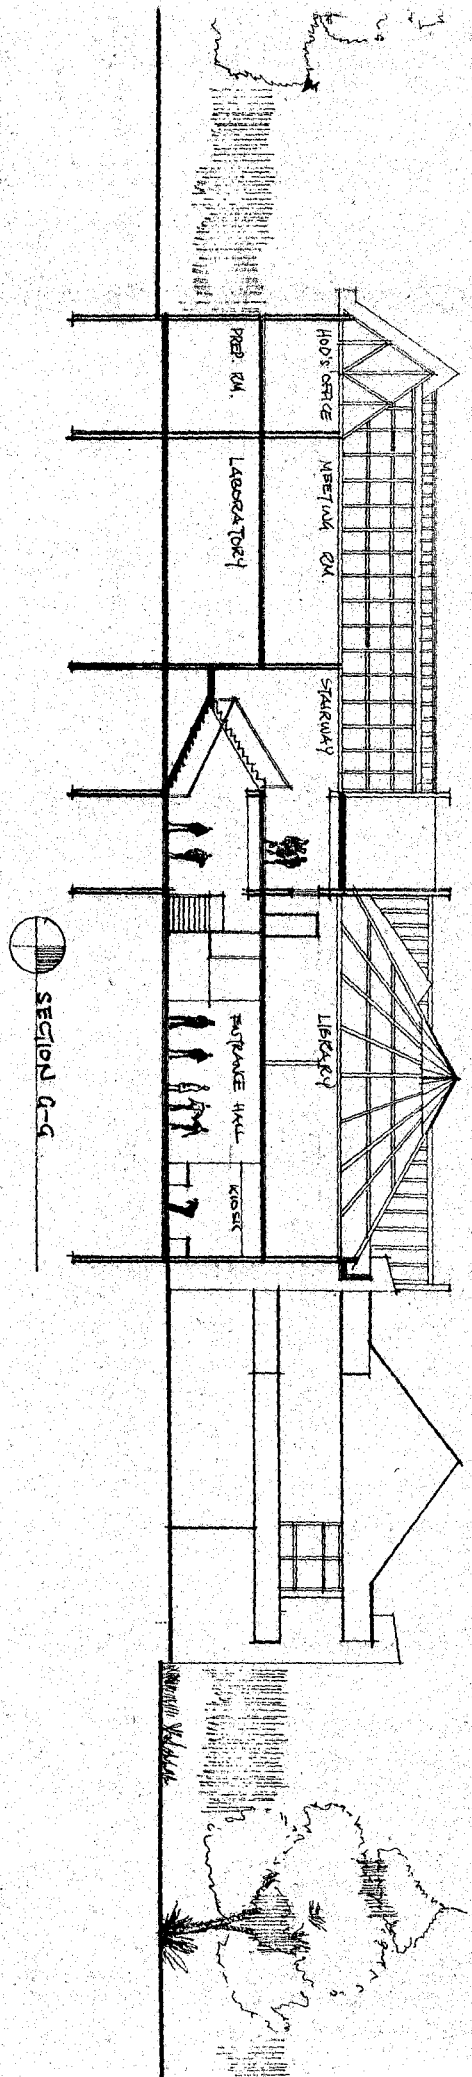 HOD'S OFFICE
MEETING RM
STAIRWAY
LIBRARY
PREP. RM.
LABORATORY
ENTRANCE HALL
KIOSK
SECTION G-G